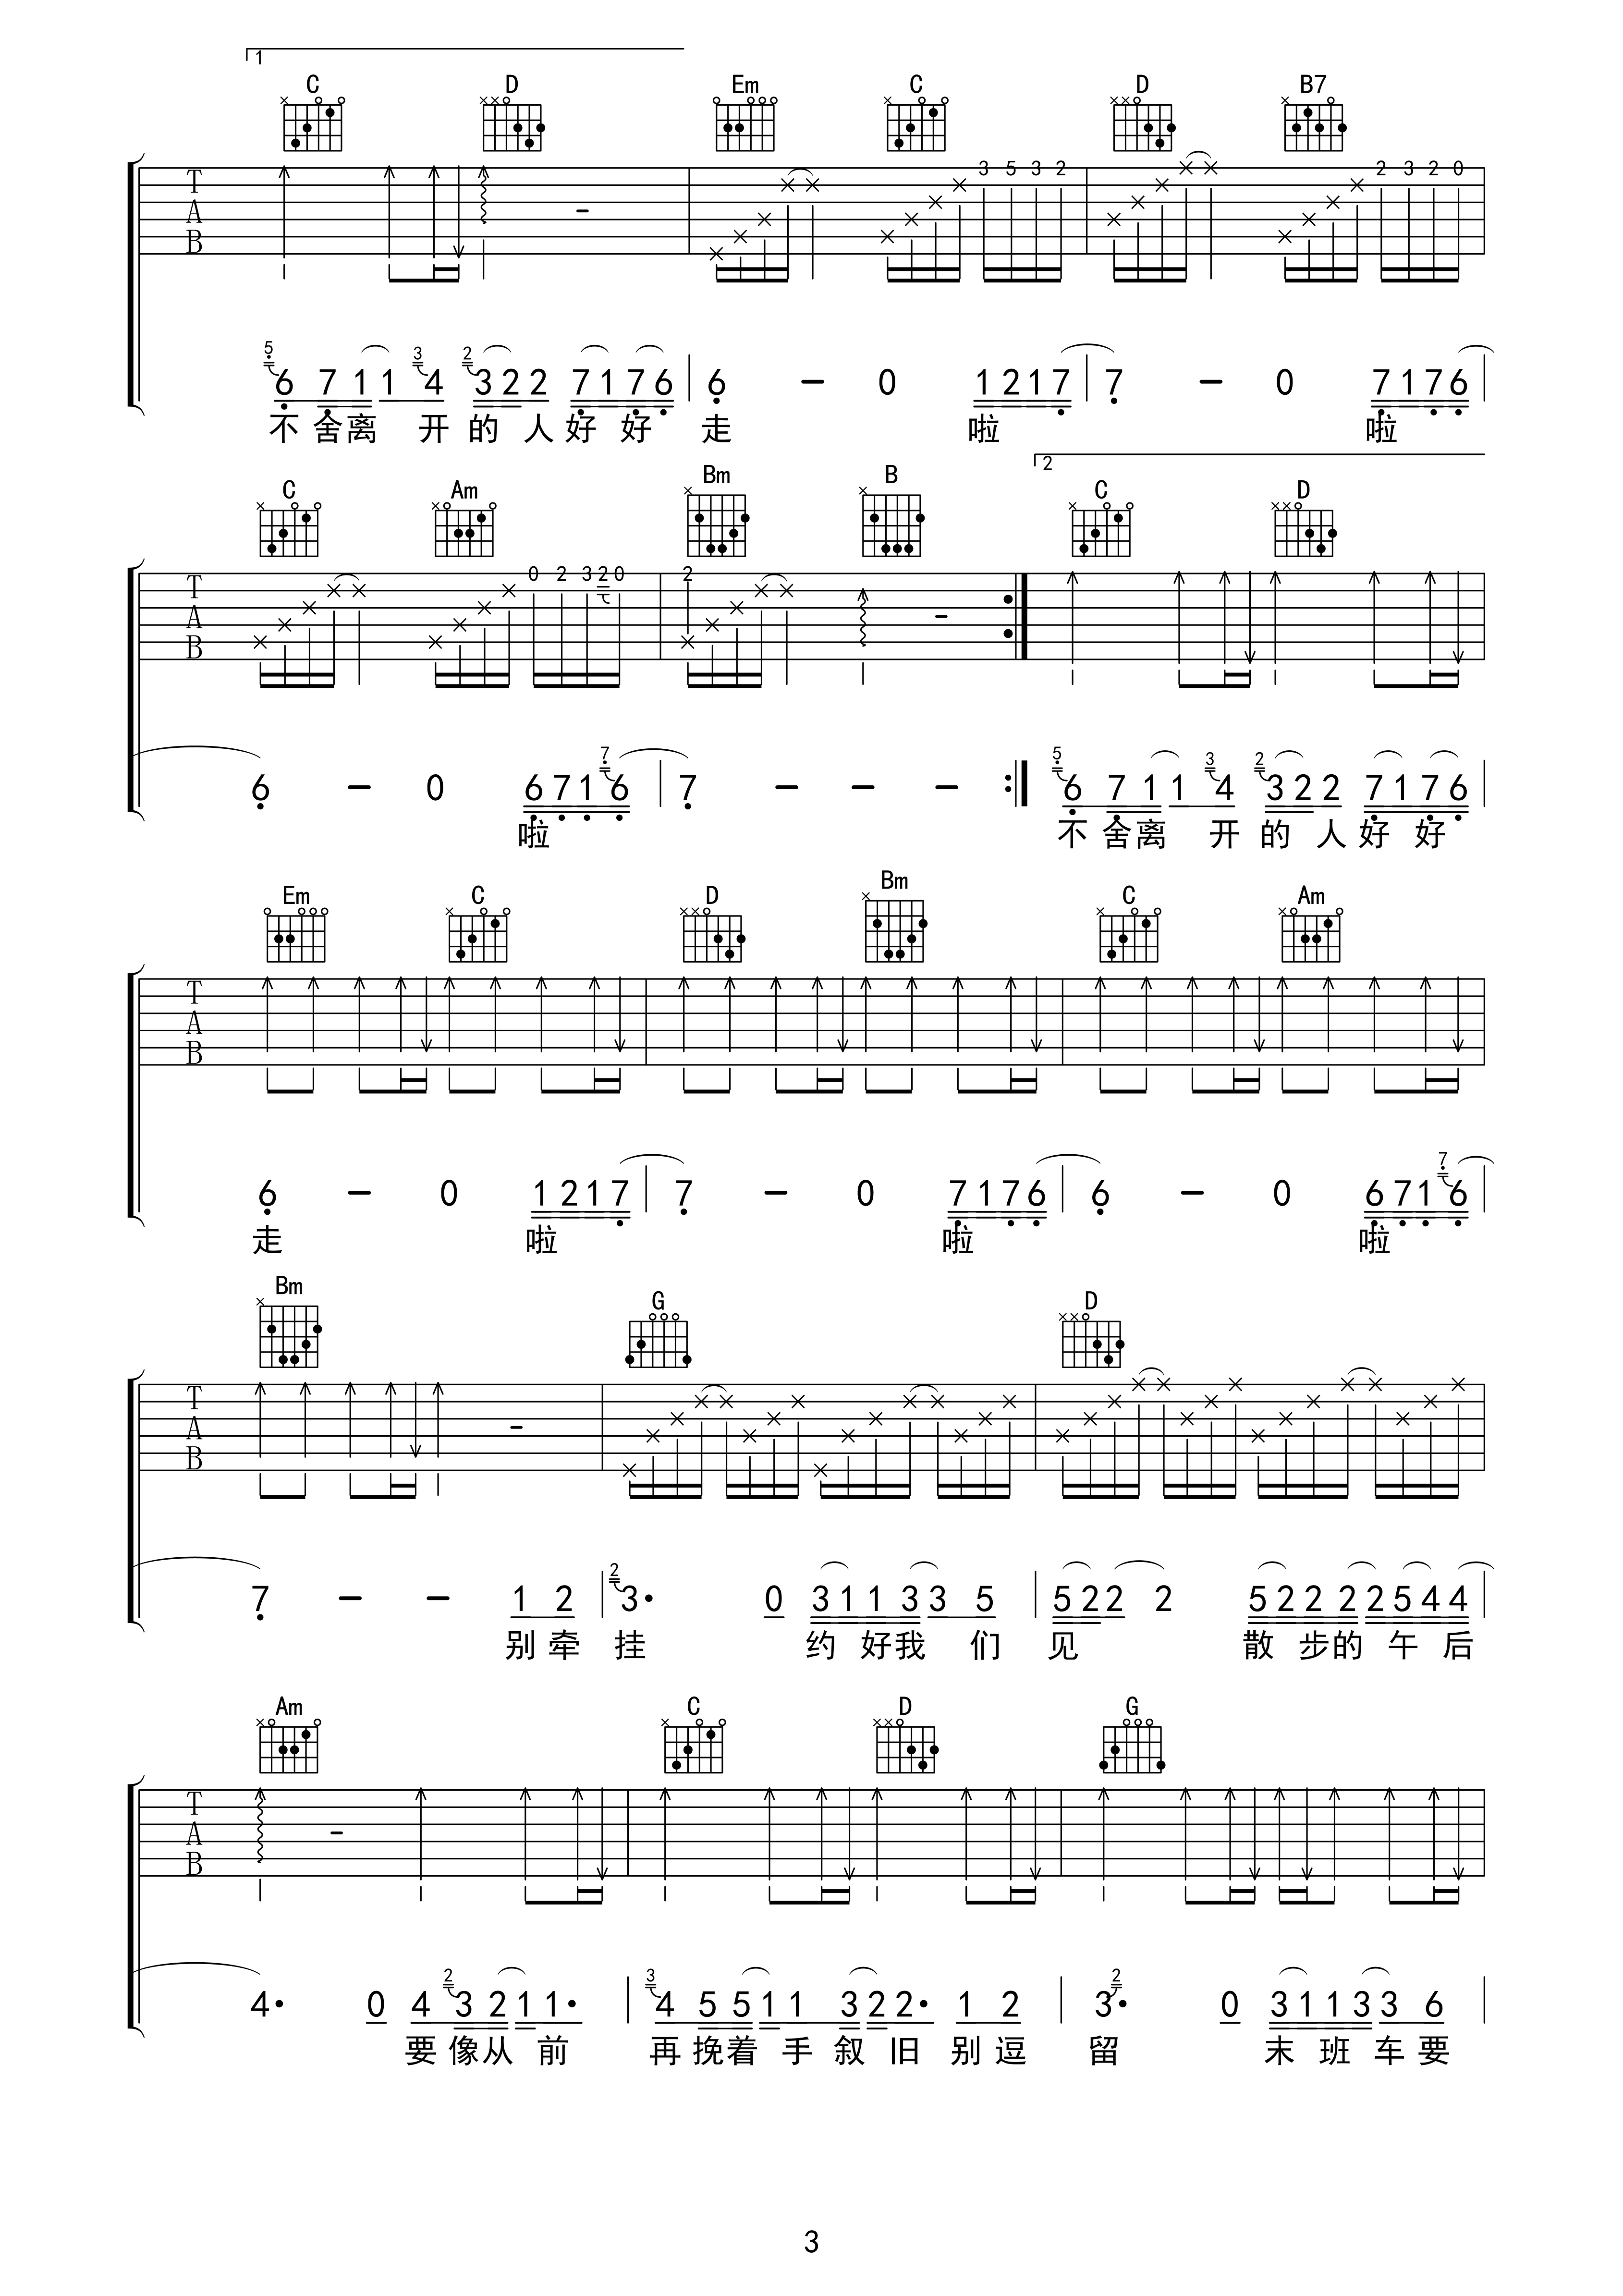 1
C D Em C D B7
T 3 5 3 2 2 3 2 0
A
B
5 6 7 1 1 3 4 2 3 2 2 7 1 7 6 6 – 0 1 2 1 7 7 – 0 7 1 7 6
不 舍 离 开 的 人 好 好 走 啦 啦
2
C Am Bm B C D
T 0 2 3 2 0 2
A
B
6 – 0 6 7 1 7 6 7 – – – 5 6 7 1 1 3 4 2 3 2 2 7 1 7 6
啦 不 舍 离 开 的 人 好 好
Em C D Bm C Am
T
A
B
6 – 0 1 2 1 7 7 – 0 7 1 7 6 6 – 0 6 7 1 7 6
走 啦 啦 啦
Bm G D
T
A
B
7 – – 1 2 2 3· 0 3 1 1 3 3 5 5 2 2 2 5 2 2 2 2 5 4 4
别 牵 挂 约 好 我 们 见 散 步 的 午 后
Am C D G
T
A
B
4· 0 4 2 3 2 1 1· 3 4 5 5 1 1 3 2 2· 1 2 3· 2 0 3 1 1 3 3 6
要 像 从 前 再 挽 着 手 叙 旧 别 逗 留 末 班 车 要
3